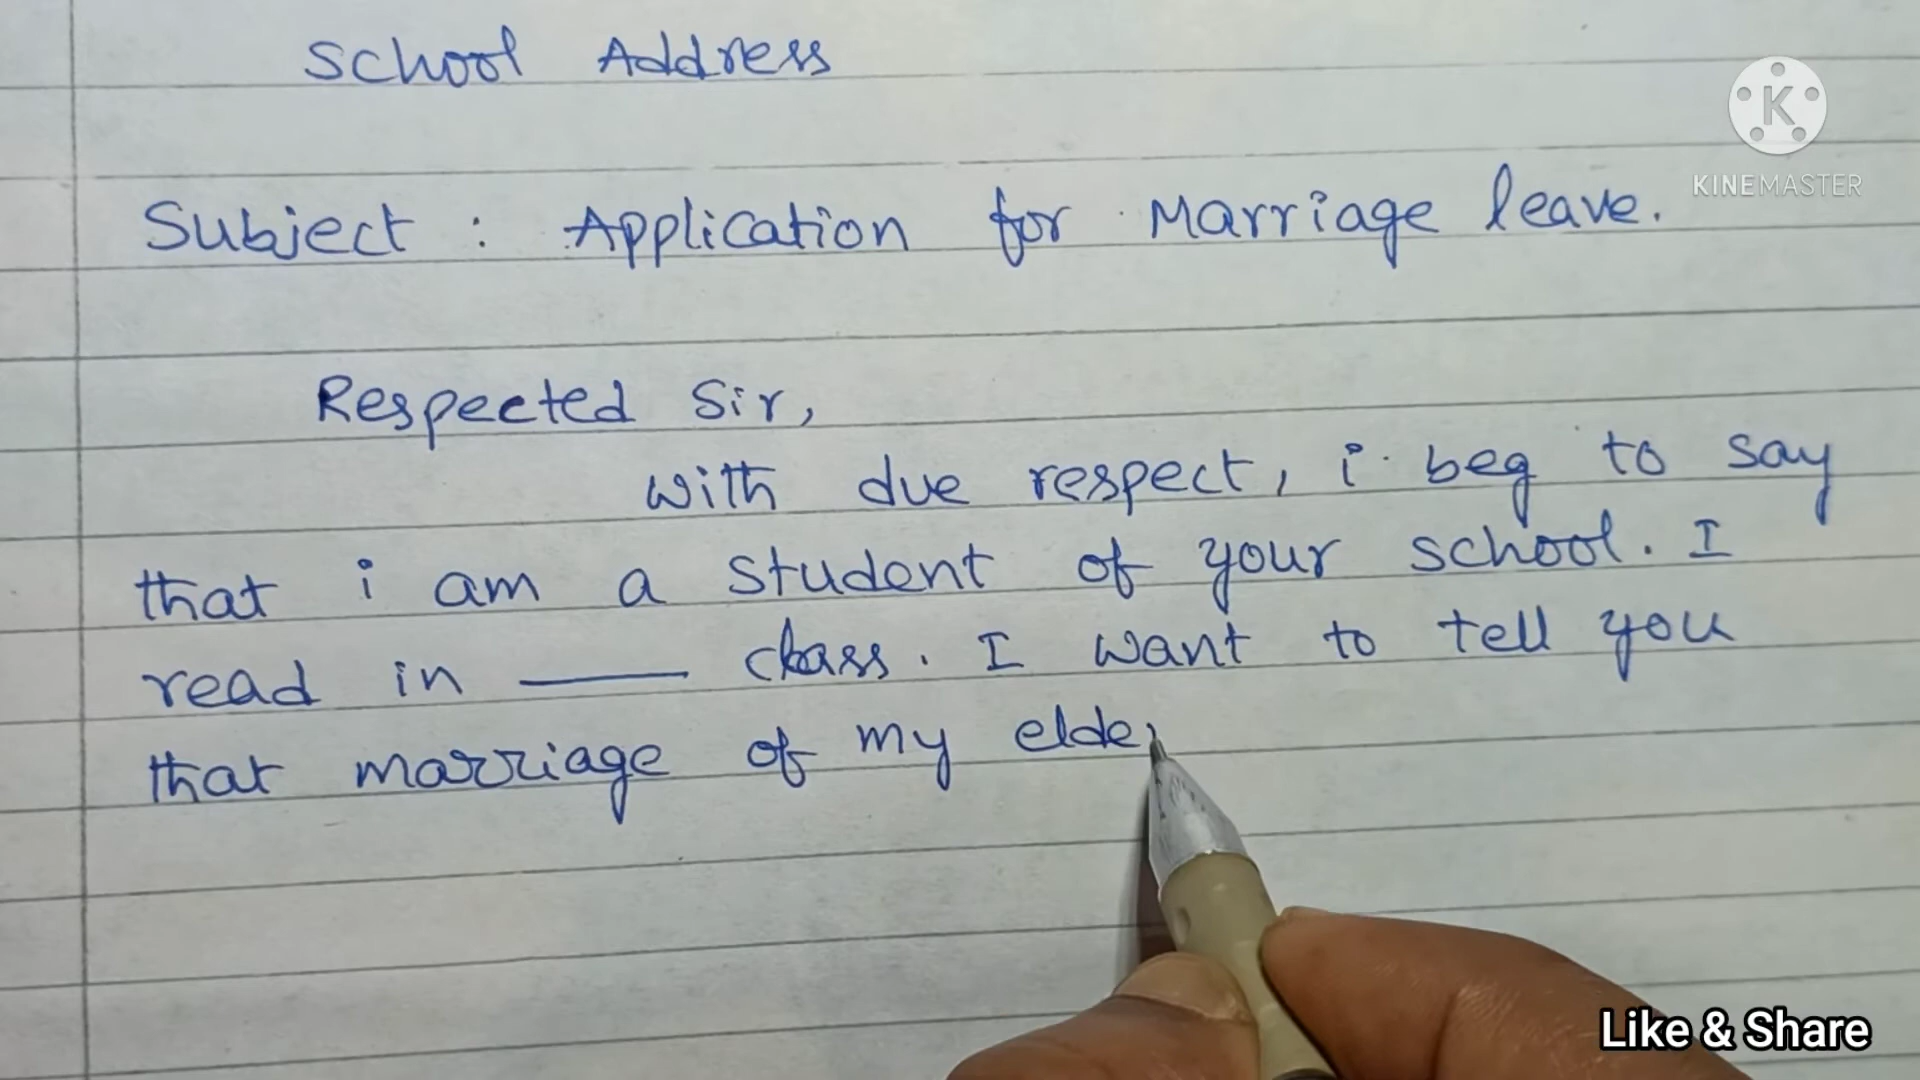 School Address
K
KINEMASTER
Subject : Application for Marriage leave.
Respected Sir,
with due respect, i beg to say
that i am a student of your school. I
read in ____ class. I want to tell you
that marriage of my elder
Like & Share